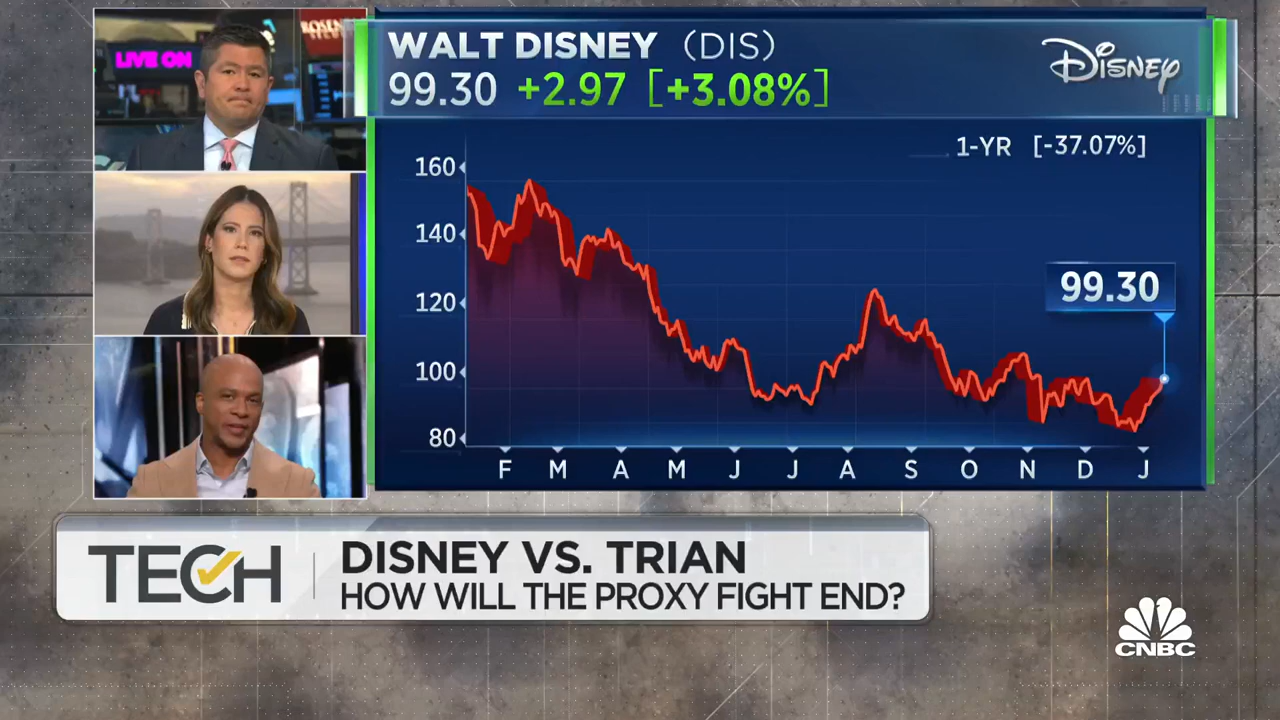 LIVE ON
WALT DISNEY (DIS)
99.30 +2.97 [+3.08%]
Disney
1-YR [-37.07%]
160
140
120
100
80
99.30
F M A M J J A S O N D J
TECH
DISNEY VS. TRIAN
HOW WILL THE PROXY FIGHT END?
CNBC